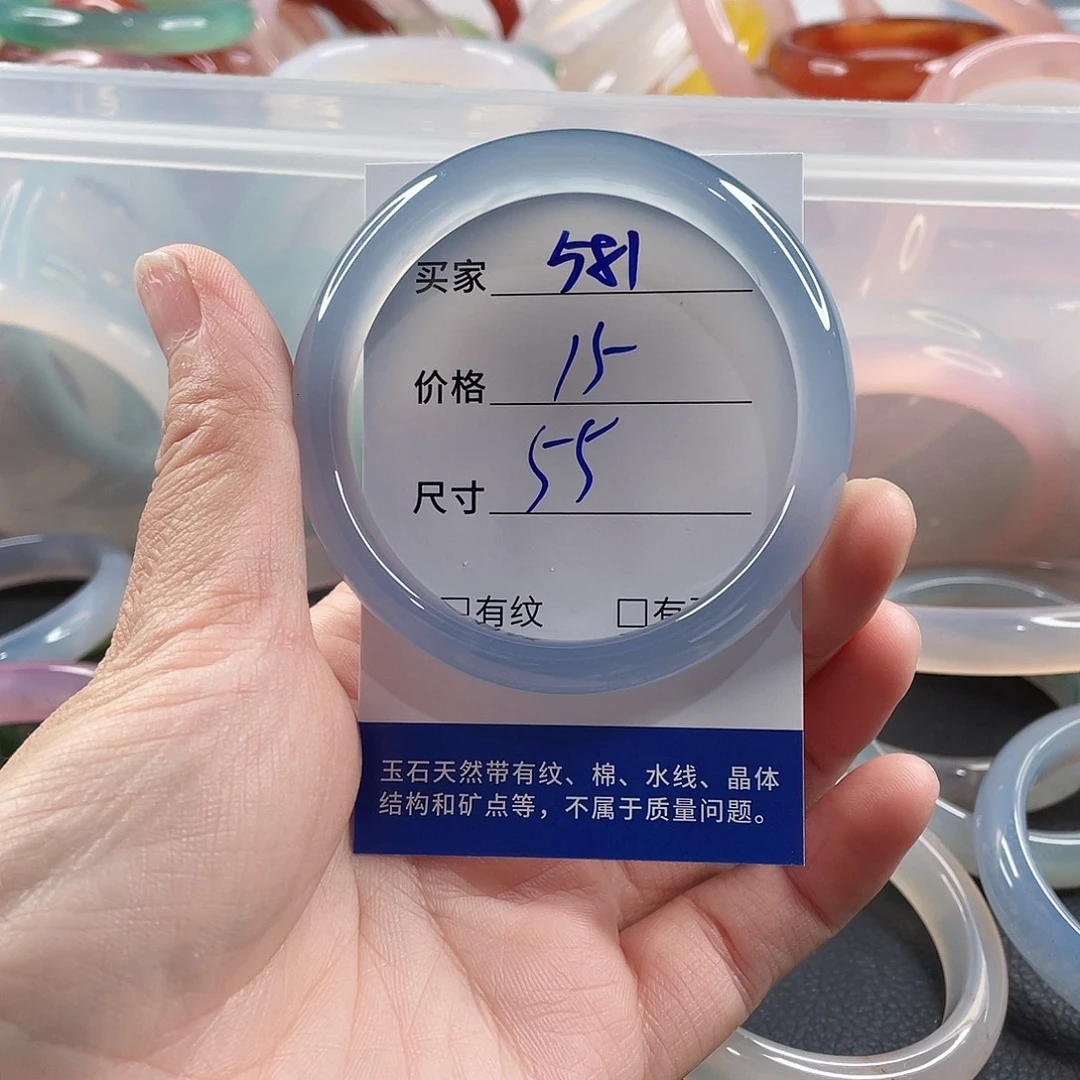 买家 581
价格 15
尺寸 55
□有纹 □有
玉石天然带有纹、棉、水线、晶体
结构和矿点等，不属于质量问题。